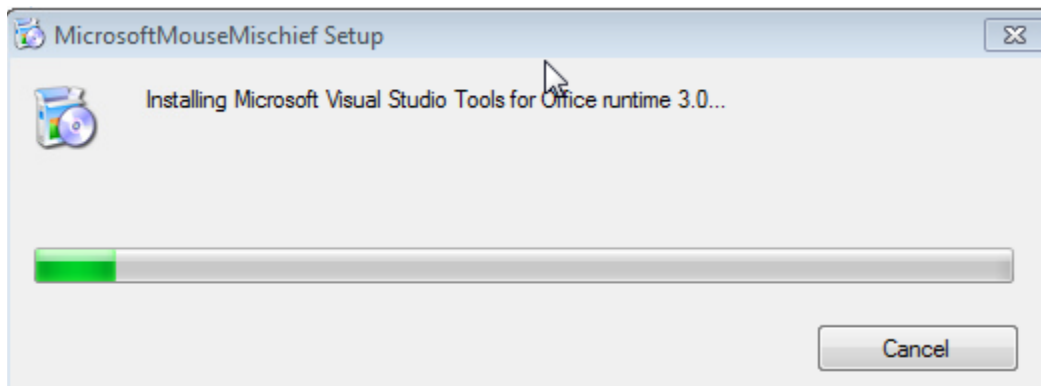 MicrosoftMouseMischief Setup
Installing Microsoft Visual Studio Tools for Office runtime 3.0...
Cancel